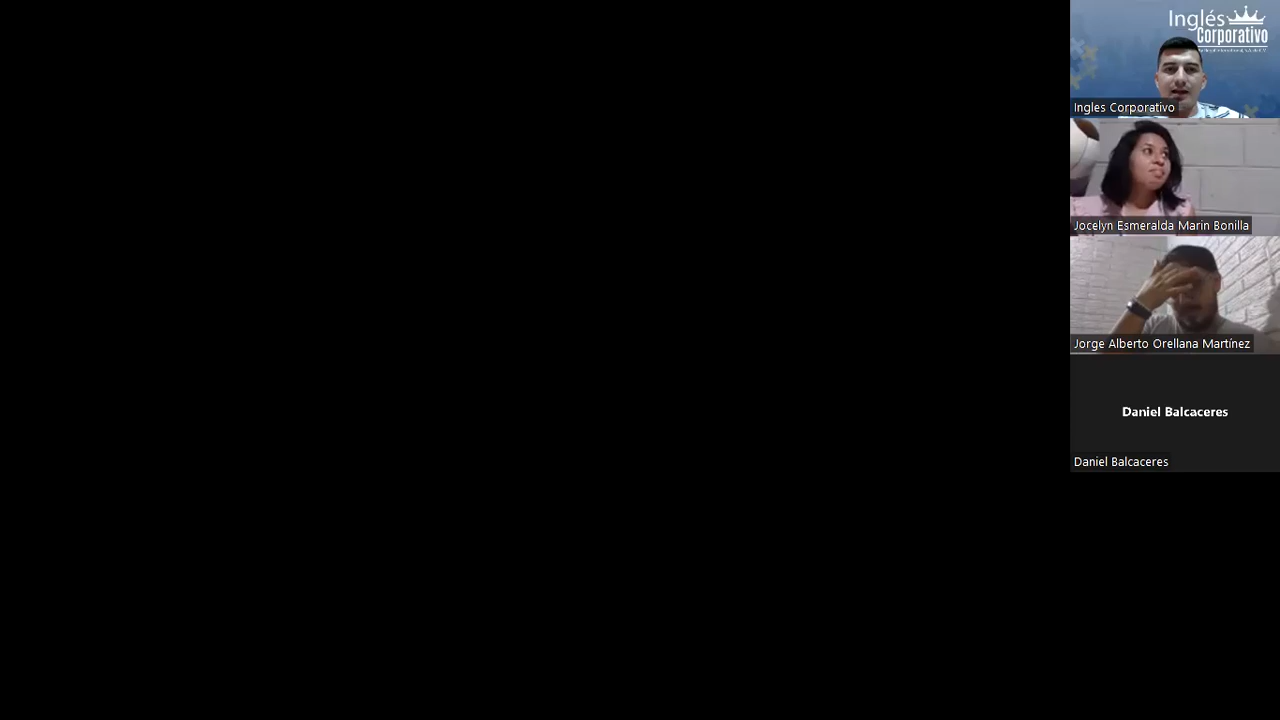 Inglés
Corporativo
Ingles Corporativo
Jocelyn Esmeralda Marin Bonilla
Jorge Alberto Orellana Martínez
Daniel Balcaceres
Daniel Balcaceres